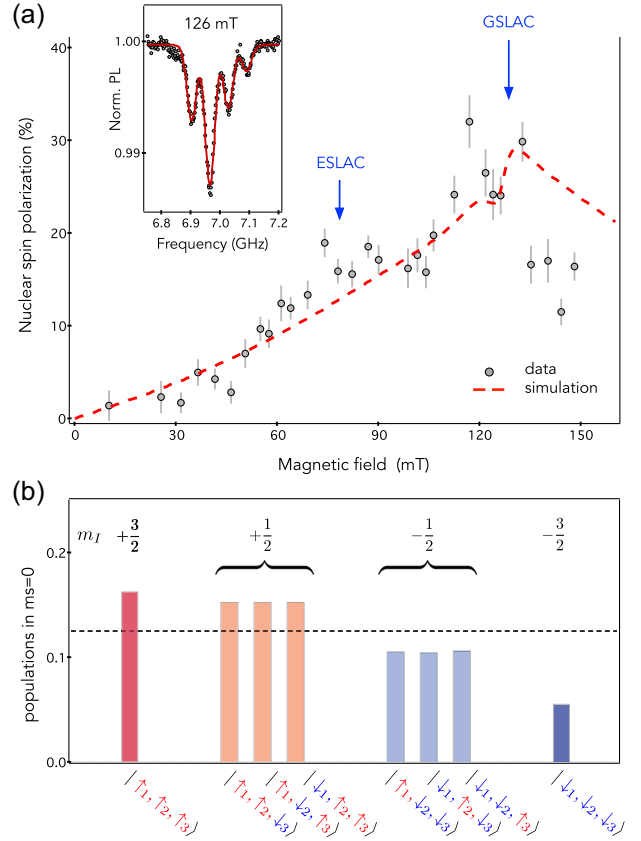 (a)
126 mT
GSLAC
ESLAC
40
30
20
10
0
Nuclear spin polarization (%)
1.00
0.99
Norm. PL
6.8 6.9 7.0 7.1 7.2
Frequency (GHz)
data
simulation
0 30 60 90 120 150
Magnetic field (mT)
(b)
m_I +3/2 +1/2 −1/2 −3/2
0.2
0.1
0.0
populations in ms=0
|↑1, ↑2, ↑3⟩
|↑1, ↑2, ↓3⟩
|↑1, ↓2, ↑3⟩
|↓1, ↑2, ↑3⟩
|↑1, ↓2, ↓3⟩
|↓1, ↑2, ↓3⟩
|↓1, ↓2, ↑3⟩
|↓1, ↓2, ↓3⟩